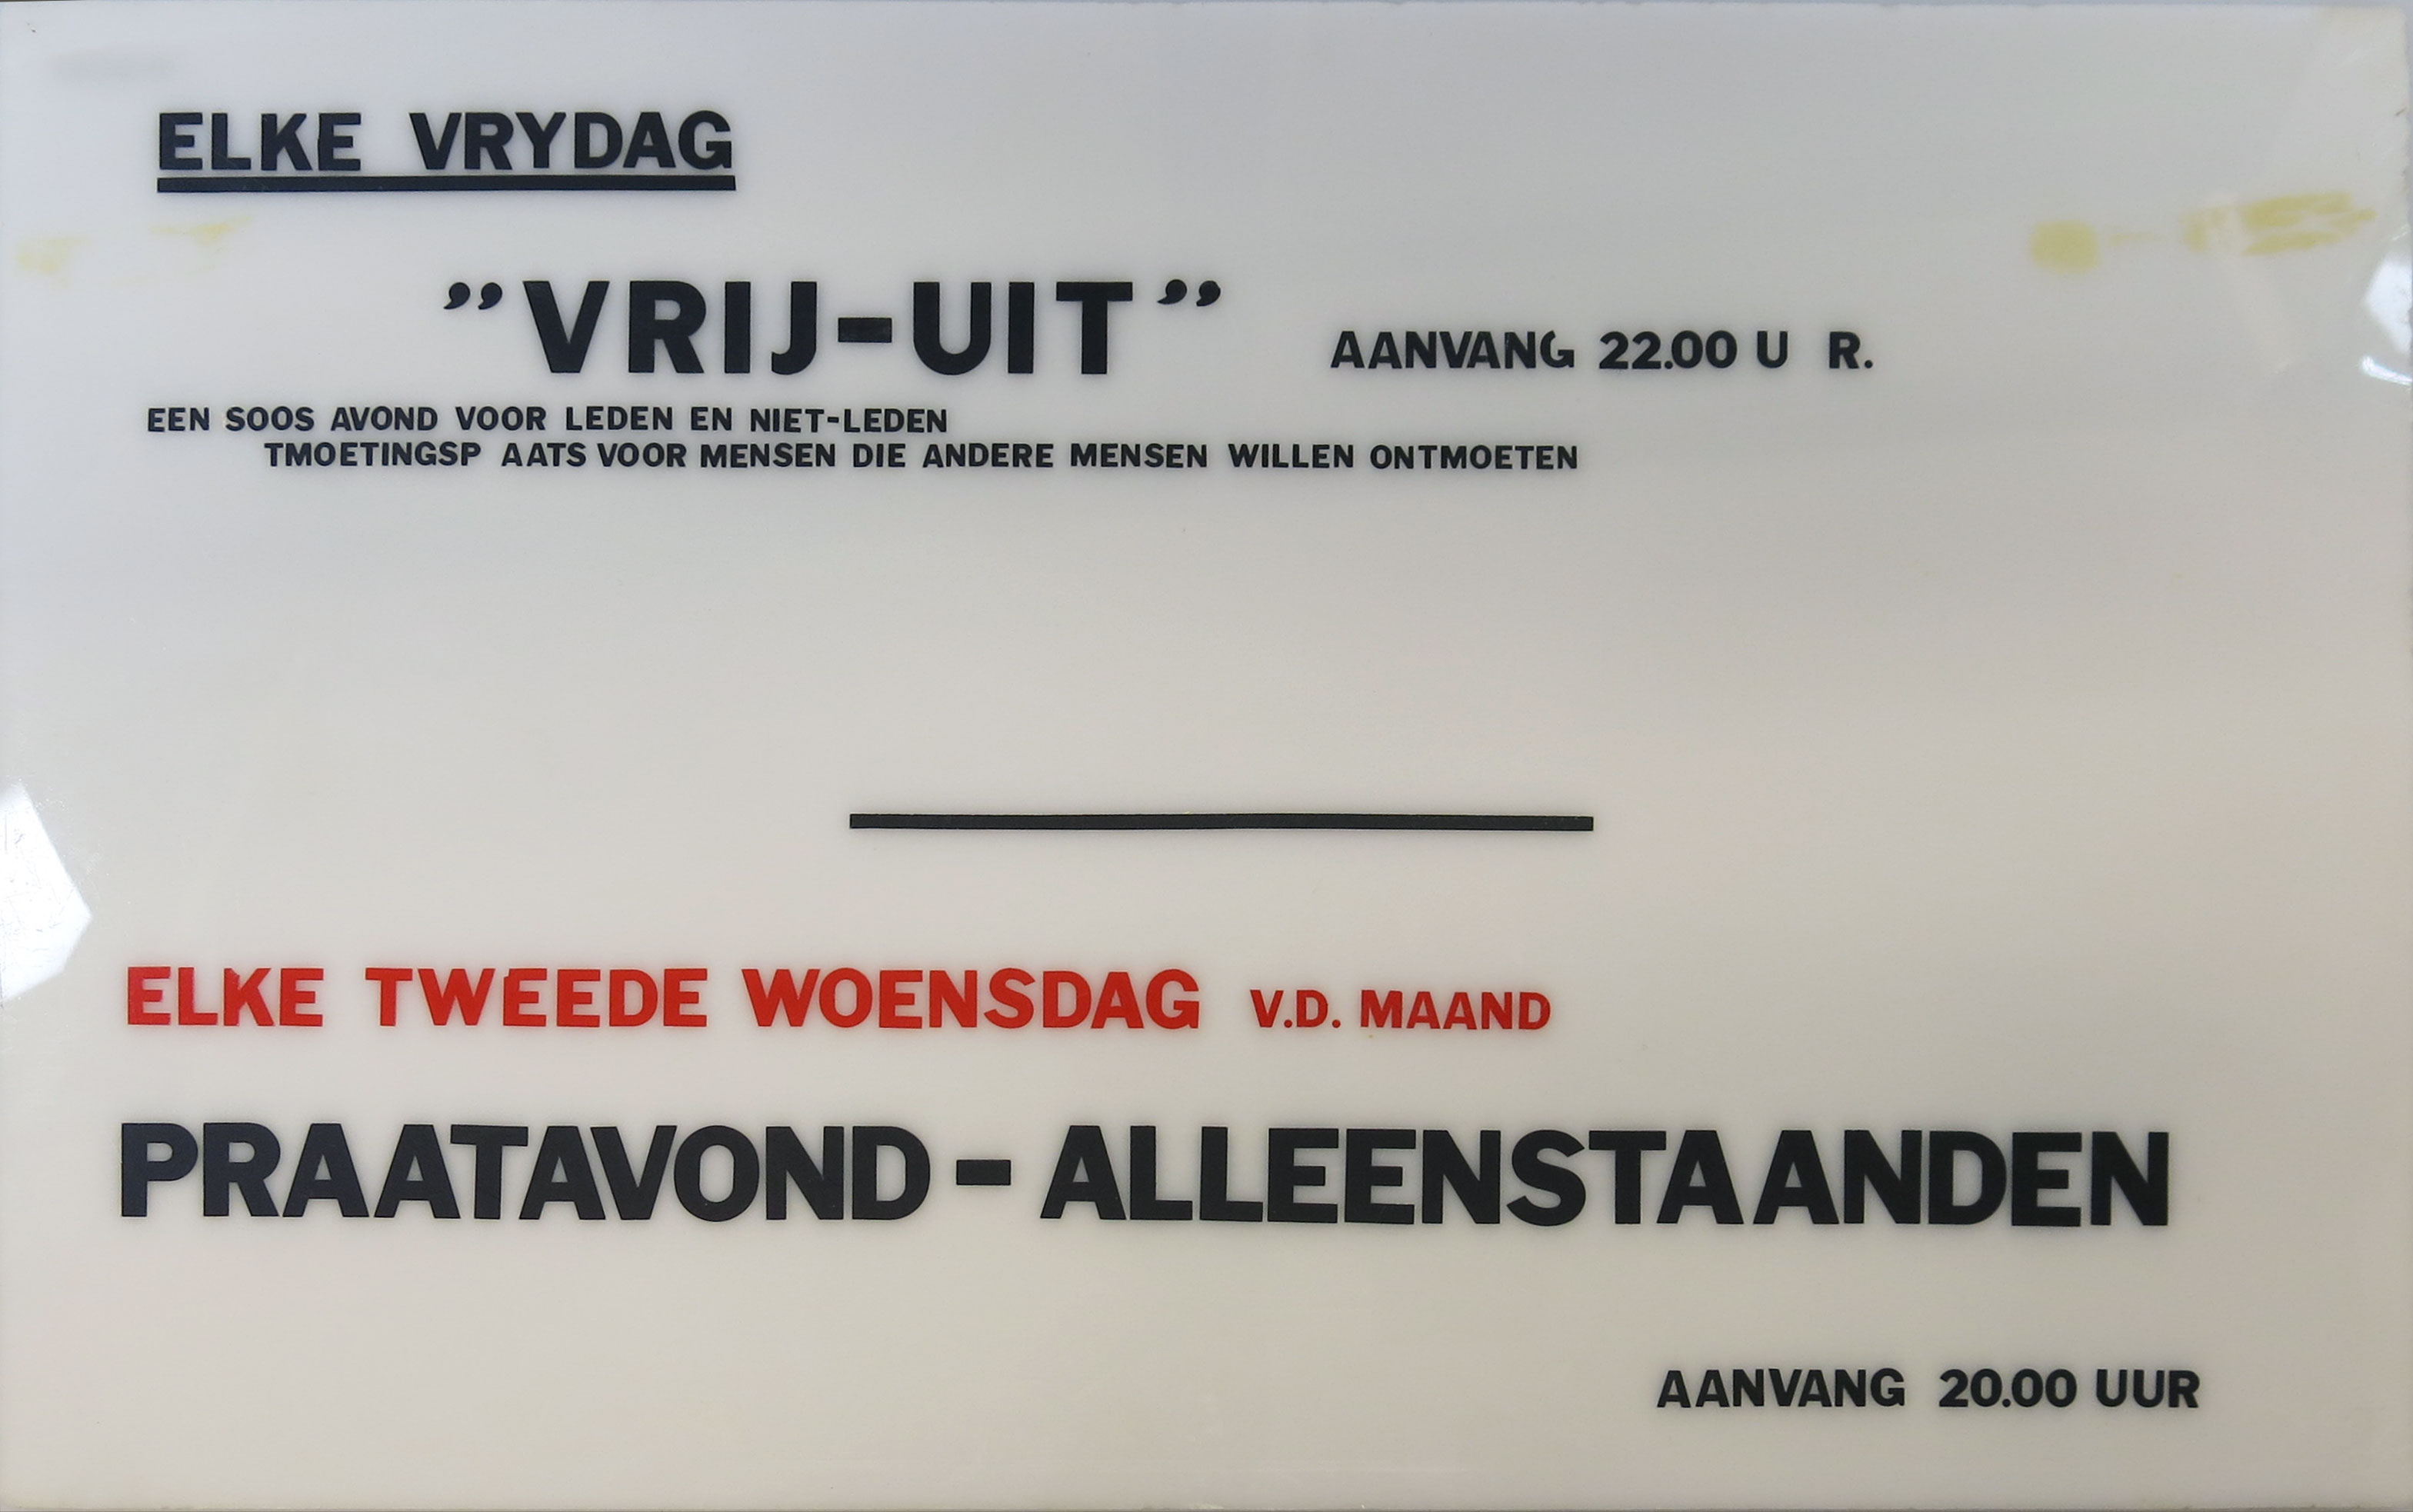 ELKE VRYDAG
”VRIJ-UIT” AANVANG 22.00 U R.
EEN SOOS AVOND VOOR LEDEN EN NIET-LEDEN
TMOETINGSP AATS VOOR MENSEN DIE ANDERE MENSEN WILLEN ONTMOETEN
ELKE TWEEDE WOENSDAG V.D. MAAND
PRAATAVOND - ALLEENSTAANDEN
AANVANG 20.00 UUR